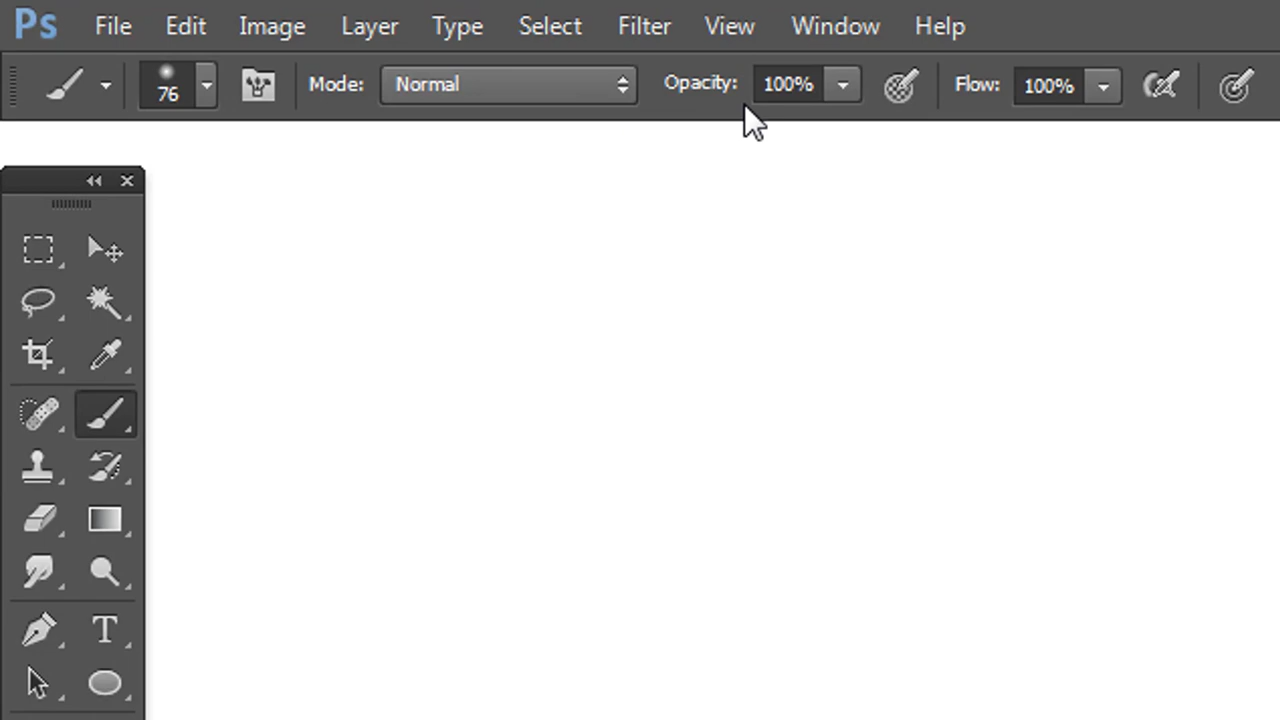 Ps File Edit Image Layer Type Select Filter View Window Help
76 Mode: Normal Opacity: 100% Flow: 100%
T